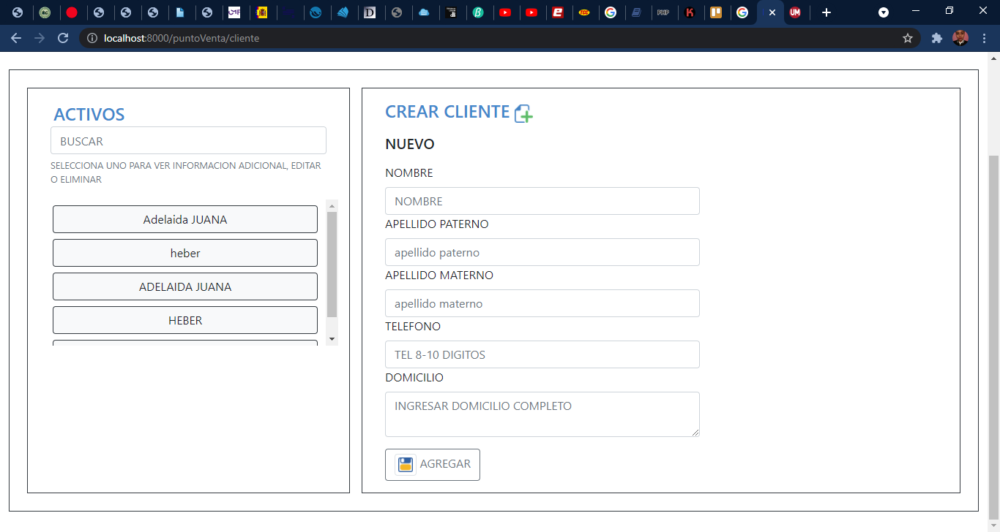 localhost:8000/puntoVenta/cliente
ACTIVOS
BUSCAR
SELECCIONA UNO PARA VER INFORMACION ADICIONAL, EDITAR
O ELIMINAR
Adelaida JUANA
heber
ADELAIDA JUANA
HEBER
CREAR CLIENTE
NUEVO
NOMBRE
NOMBRE
APELLIDO PATERNO
apellido paterno
APELLIDO MATERNO
apellido materno
TELEFONO
TEL 8-10 DIGITOS
DOMICILIO
INGRESAR DOMICILIO COMPLETO
AGREGAR